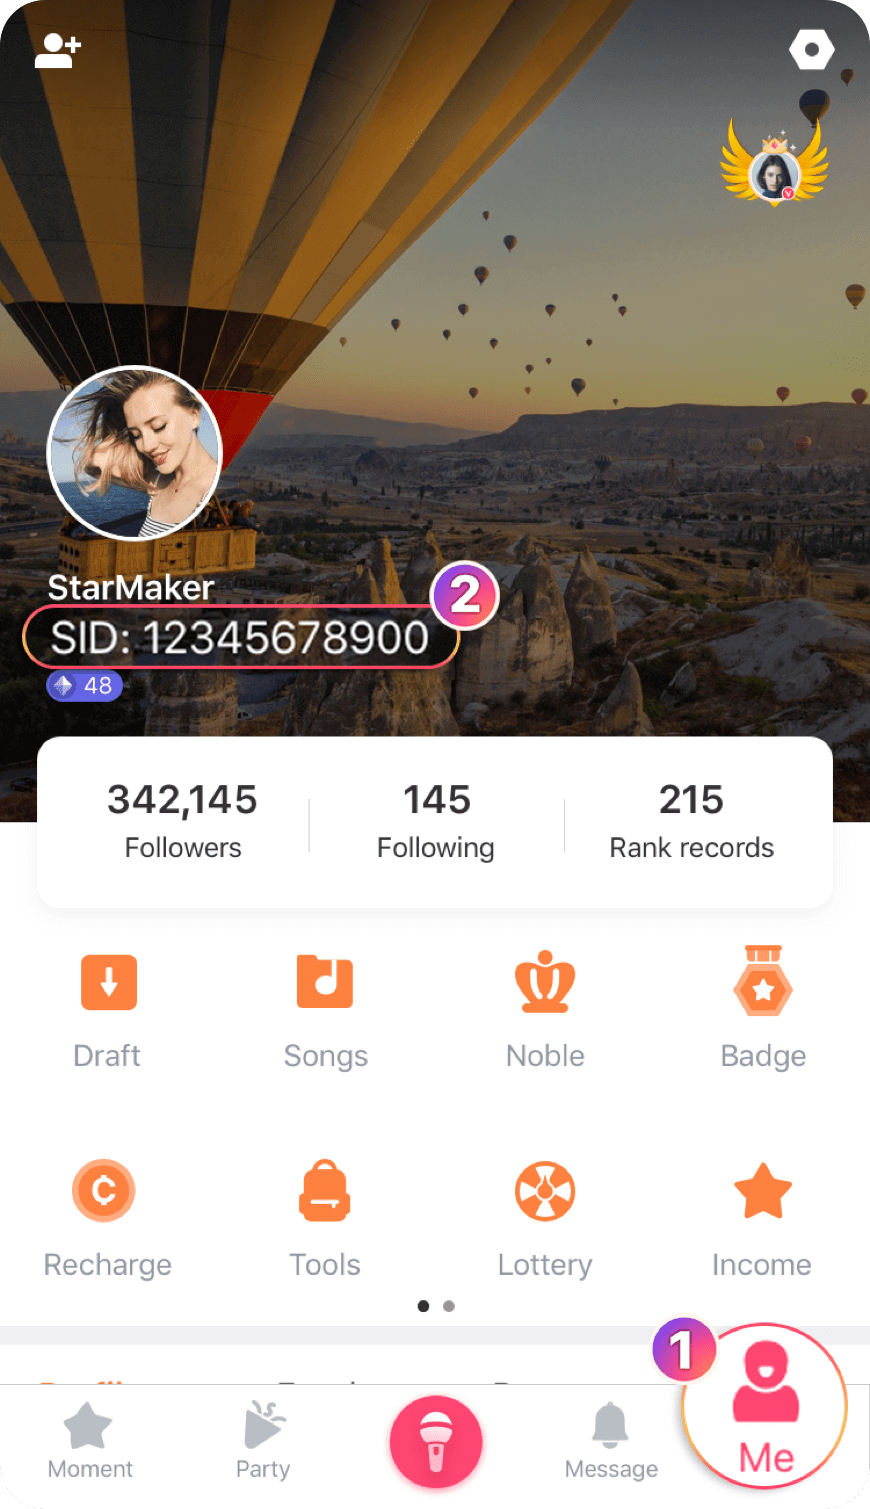 StarMaker
2
SID: 12345678900
48
342,145 145 215
Followers Following Rank records
Draft Songs Noble Badge
Recharge Tools Lottery Income
1
Moment Party Message Me